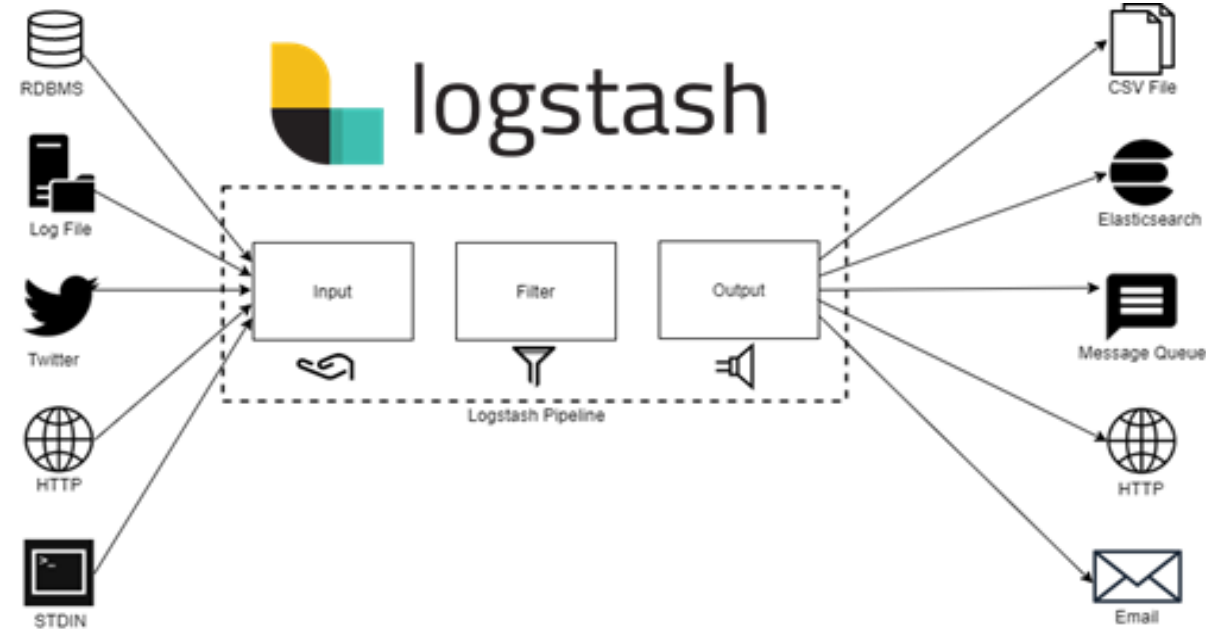 logstash
RDBMS
Log File
Twitter
HTTP
>_
STDIN
Input
Filter
Output
Logstash Pipeline
CSV File
Elasticsearch
Message Queue
HTTP
Email